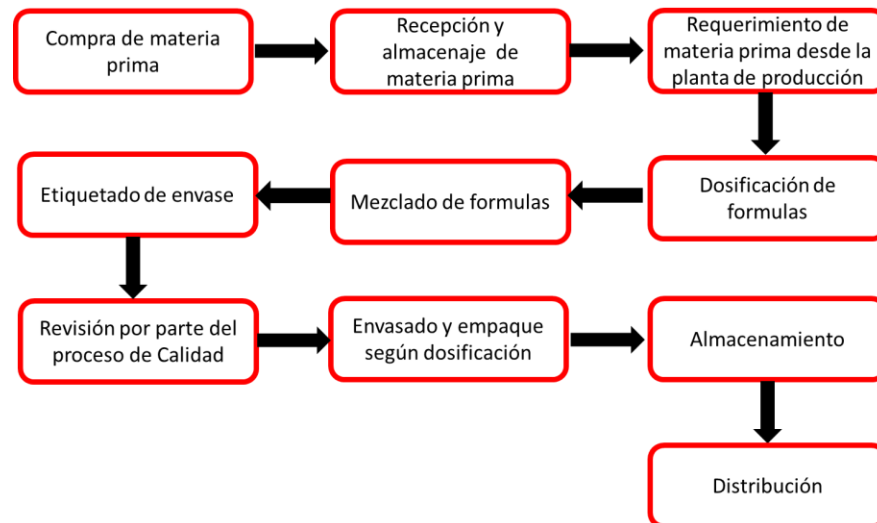 Compra de materia
prima
Recepción y
almacenaje de
materia prima
Requerimiento de
materia prima desde la
planta de producción
Dosificación de
formulas
Mezclado de formulas
Etiquetado de envase
Revisión por parte del
proceso de Calidad
Envasado y empaque
según dosificación
Almacenamiento
Distribución